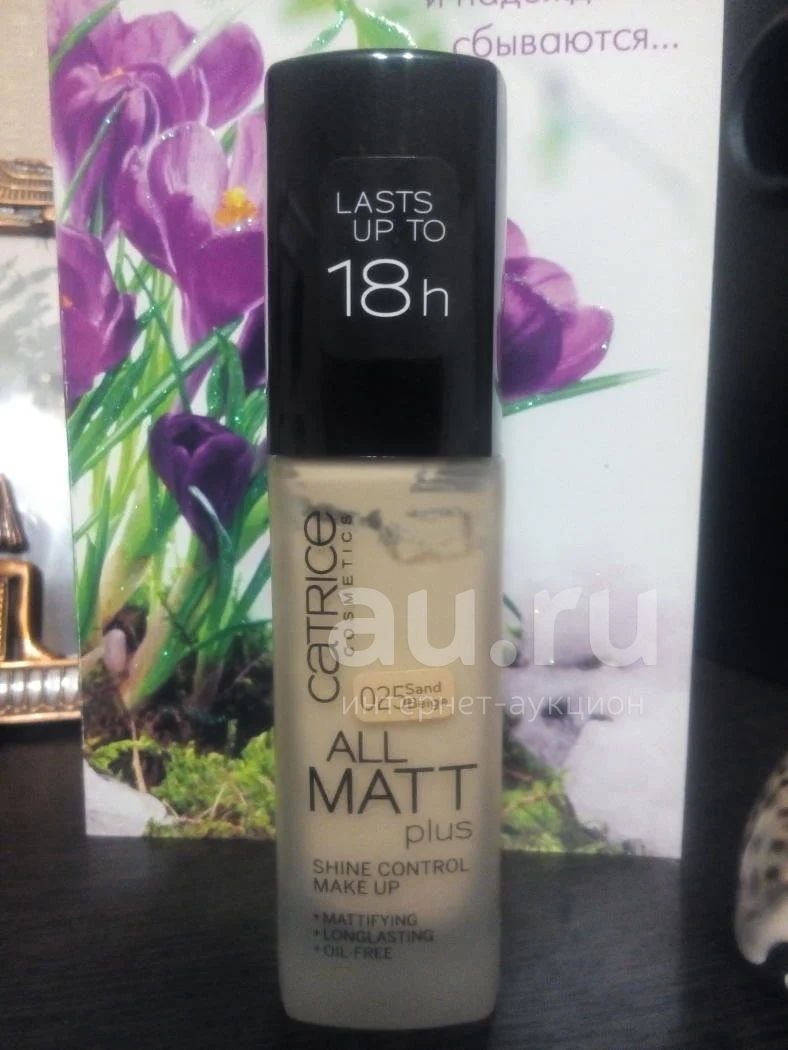 сбываются...
LASTS
UP TO
18h
CATRICE
COSMETICS
025 Sand
Beige
ALL
MATT
plus
SHINE CONTROL
MAKE UP
• MATTIFYING
• LONGLASTING
• OIL-FREE
au.ru
интернет-аукцион